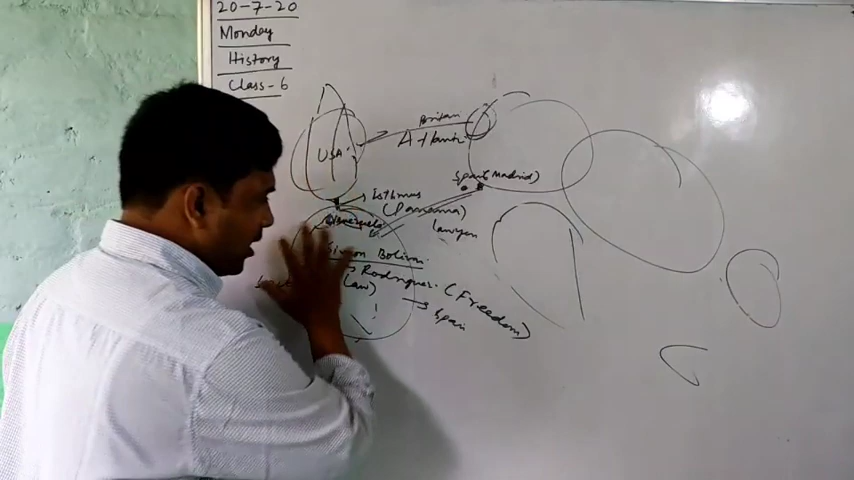 20-7-20
Monday
History
Class-6
USA
Britain
Atlantic
Spain (Madrid)
Isthmus
(Panama)
Venezuela
lawyer
Simon Bolivar
Rodriguez. (Freedom)
(Law)
Spain